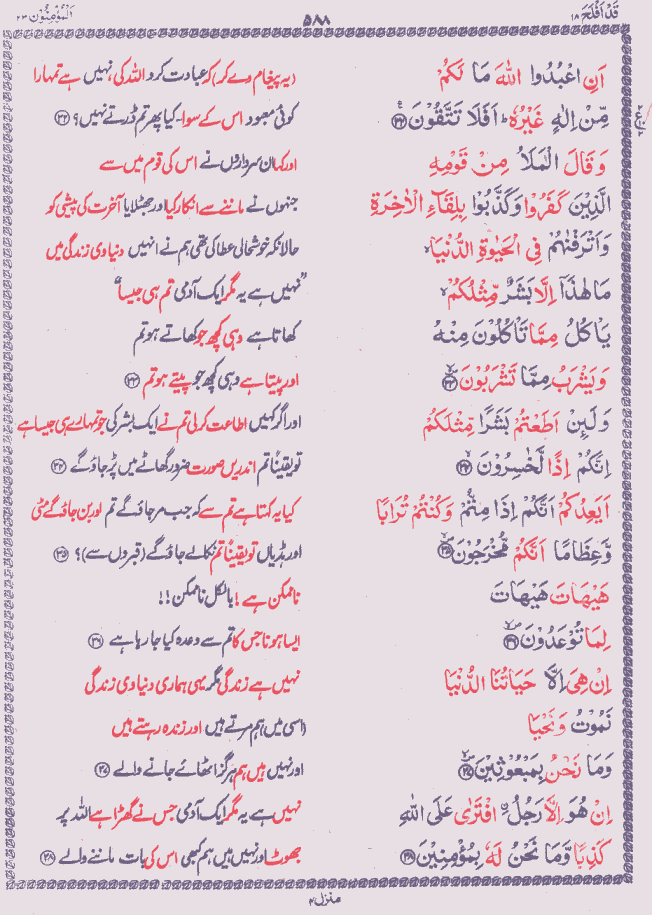 قَدْ اَفْلَحَ ١٨ ۵۸۸ اَلْمُؤْمِنُوْن ٢٣
اَنِ اعْبُدُوا اللّٰهَ مَا لَكُمْ (یہ پیغام دے کر) کہ عبادت کرو اللہ کی، نہیں ہے تمہارا
مِّنْ اِلٰهٍ غَيْرُهٗ ؕ اَفَلَا تَتَّقُوْنَ ﴿۳۲﴾ کوئی معبود اس کے سوا۔ کیا پھر تم ڈرتے نہیں؟ ﴿۳۲﴾
وَ قَالَ الْمَلَاُ مِنْ قَوْمِهِ اور کہا ان سرداروں نے اس کی قوم میں سے
الَّذِيْنَ كَفَرُوْا وَكَذَّبُوْا بِلِقَآءِ الْاٰخِرَةِ جنہوں نے ماننے سے انکار کیا اور جھٹلایا آخرت کی پیشی کو
وَاَتْرَفْنٰهُمْ فِي الْحَيٰوةِ الدُّنْيَا ۙ حالانکہ خوشحالی عطا کی تھی ہم نے انہیں دنیاوی زندگی میں
مَا هٰذَاۤ اِلَّا بَشَرٌ مِّثْلُكُمْ ۙ "نہیں ہے یہ مگر ایک آدمی تم ہی جیسا"
يَاْكُلُ مِمَّا تَاْكُلُوْنَ مِنْهُ کھاتا ہے وہی کچھ جو کھاتے ہو تم
وَيَشْرَبُ مِمَّا تَشْرَبُوْنَ ﴿۳۳﴾ اور پیتا ہے وہی کچھ جو پیتے ہو تم ﴿۳۳﴾
وَلَئِنْ اَطَعْتُمْ بَشَرًا مِّثْلَكُمْ اور اگر کہیں اطاعت کرلی تم نے ایک بشر کی جو تمہارے ہی جیسا ہے
اِنَّكُمْ اِذًا لَّخٰسِرُوْنَ ﴿۳۴﴾ تو یقیناً تم اندریں صورت ضرور گھاٹے میں پڑ جاؤ گے ﴿۳۴﴾
اَيَعِدُكُمْ اَنَّكُمْ اِذَا مِتُّمْ وَكُنْتُمْ تُرَابًا کیا یہ کہتا ہے تم سے کہ جب مر جاؤ گے تم اور بن جاؤ گے مٹی
وَّعِظَامًا اَنَّكُمْ مُّخْرَجُوْنَ ﴿۳۵﴾ اور ہڈیاں تو یقیناً تم نکالے جاؤ گے (قبروں سے)؟ ﴿۳۵﴾
هَيْهَاتَ هَيْهَاتَ ناممکن ہے! بالکل ناممکن!!
لِمَا تُوْعَدُوْنَ ﴿۳۶﴾ ایسا ہونا جس کا تم سے وعدہ کیا جا رہا ہے ﴿۳۶﴾
اِنْ هِىَ اِلَّا حَيَاتُنَا الدُّنْيَا نہیں ہے زندگی مگر یہی ہماری دنیاوی زندگی
نَمُوْتُ وَنَحْيَا (اسی میں) ہم مرتے ہیں اور زندہ رہتے ہیں
وَمَا نَحْنُ بِمَبْعُوْثِيْنَ ﴿۳۷﴾ اور نہیں ہیں ہم ہرگز اٹھائے جانے والے ﴿۳۷﴾
اِنْ هُوَ اِلَّا رَجُلُ ۨ افْتَرٰى عَلَى اللّٰهِ نہیں ہے یہ مگر ایک آدمی جس نے گھڑا ہے اللہ پر
كَذِبًا وَّمَا نَحْنُ لَهٗ بِمُؤْمِنِيْنَ ﴿۳۸﴾ جھوٹ اور نہیں ہیں ہم کبھی اس کی بات ماننے والے ﴿۳۸﴾
منزل ۴